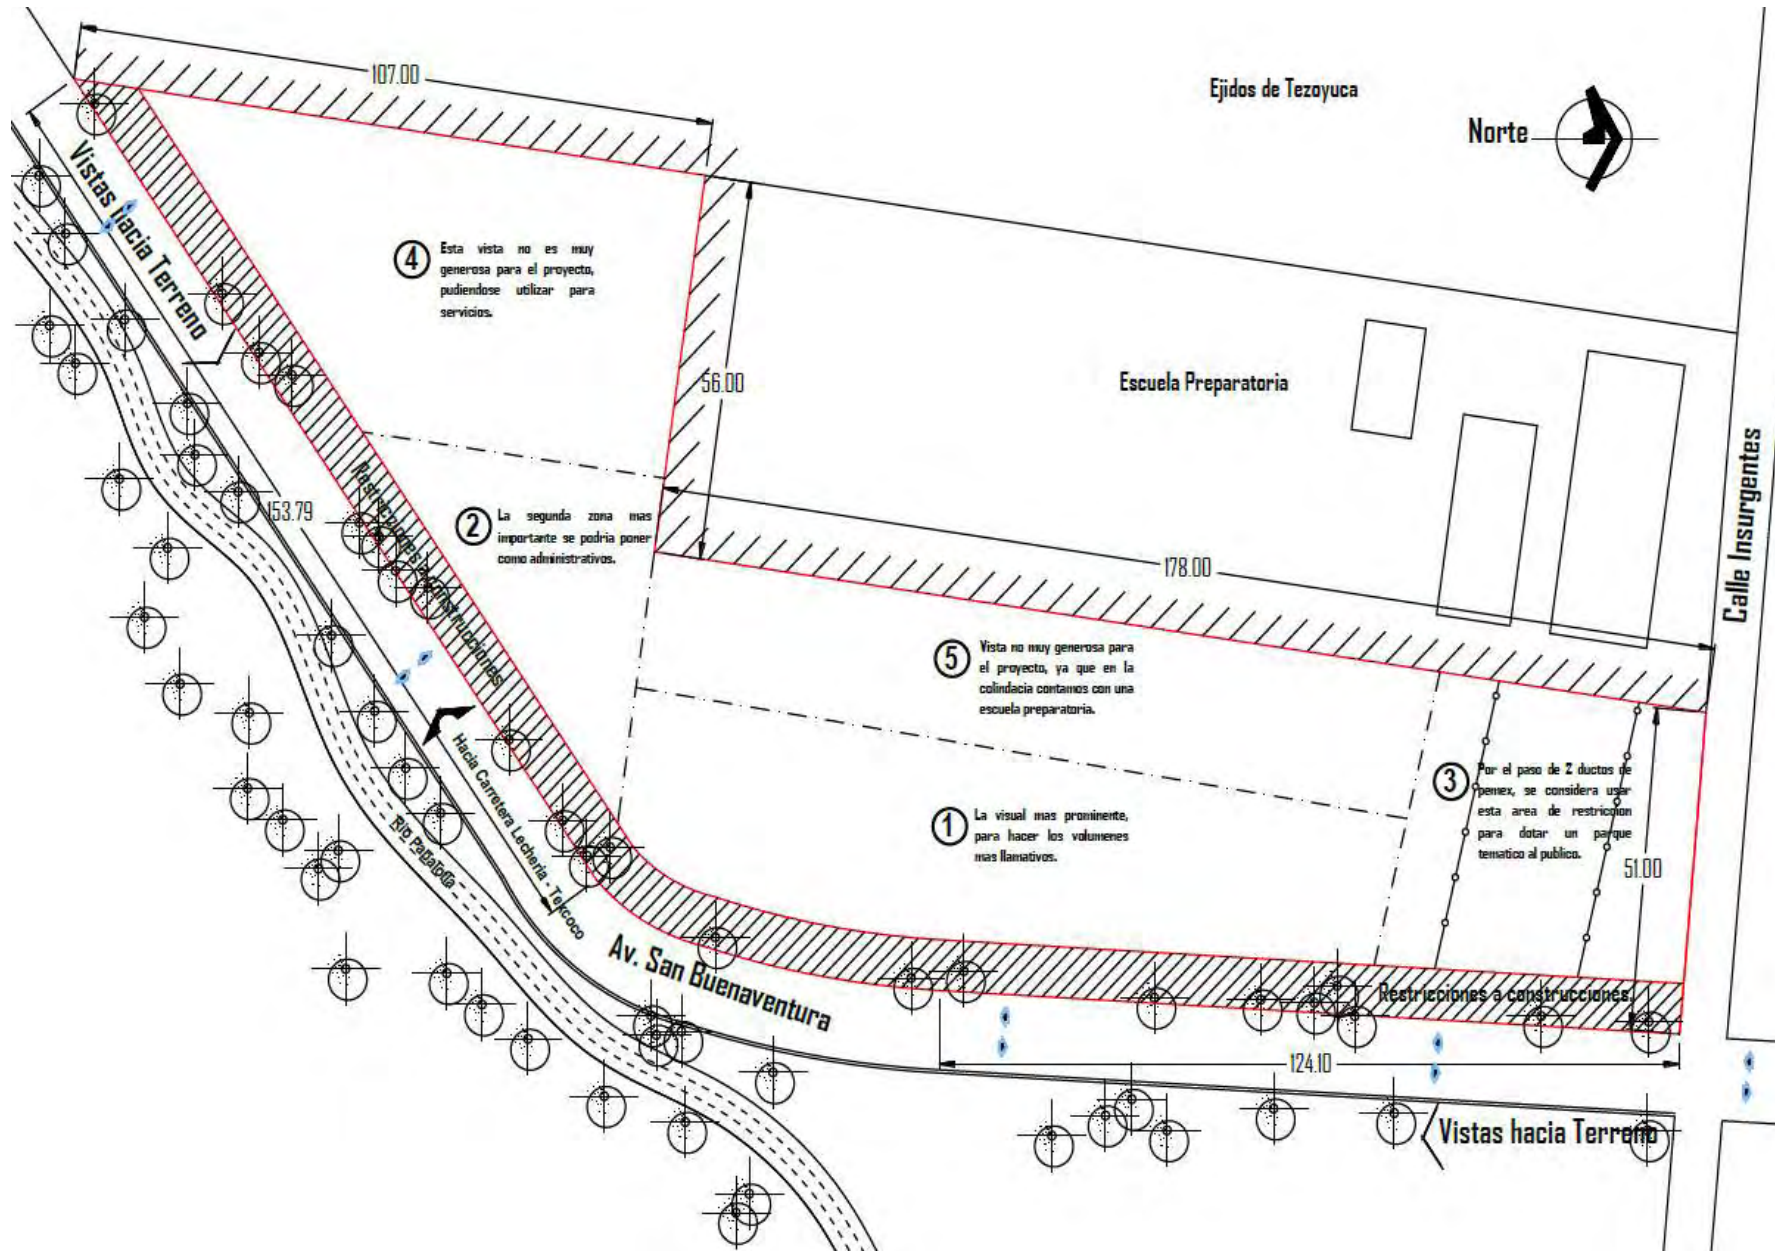 107.00
Ejidos de Tezoyuca
Norte
Vistas hacia Terreno
4
Esta vista no es muy
generosa para el proyecto,
pudiendose utilizar para
servicios.
56.00
Escuela Preparatoria
Calle Insurgentes
153.79
Restricciones a construcciones.
2
La segunda zona mas
importante se podria poner
como administrativos.
178.00
5
Vista no muy generosa para
el proyecto, ya que en la
colindacia contamos con una
escuela preparatoria.
Hacia Carretera Lecheria - Texcoco
Rio Papalotla
1
La visual mas prominente,
para hacer los volumenes
mas llamativos.
3
Por el paso de 2 ductos de
pemex, se considera usar
esta area de restriccion
para dotar un parque
tematico al publico.
51.00
Av. San Buenaventura
Restricciones a construcciones.
124.10
Vistas hacia Terreno